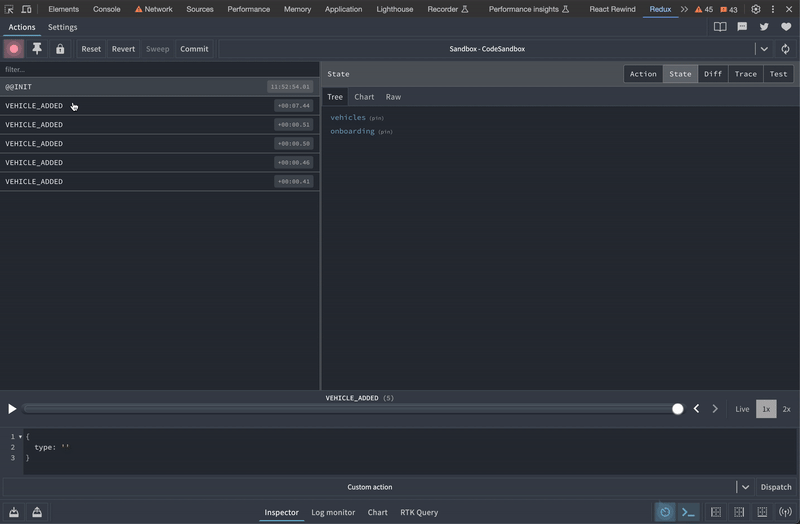 Elements Console Network Sources Performance Memory Application Lighthouse Recorder Performance insights React Rewind Redux 45 43
Actions Settings
Reset Revert Sweep Commit Sandbox - CodeSandbox
filter...
State Action State Diff Trace Test
@@INIT 11:52:54.01
Tree Chart Raw
VEHICLE_ADDED +00:07.44
vehicles (pin)
VEHICLE_ADDED +00:00.51
onboarding (pin)
VEHICLE_ADDED +00:00.50
VEHICLE_ADDED +00:00.46
VEHICLE_ADDED +00:00.41
VEHICLE_ADDED (5)
Live 1x 2x
1 {
2 type: ''
3 }
Custom action Dispatch
Inspector Log monitor Chart RTK Query